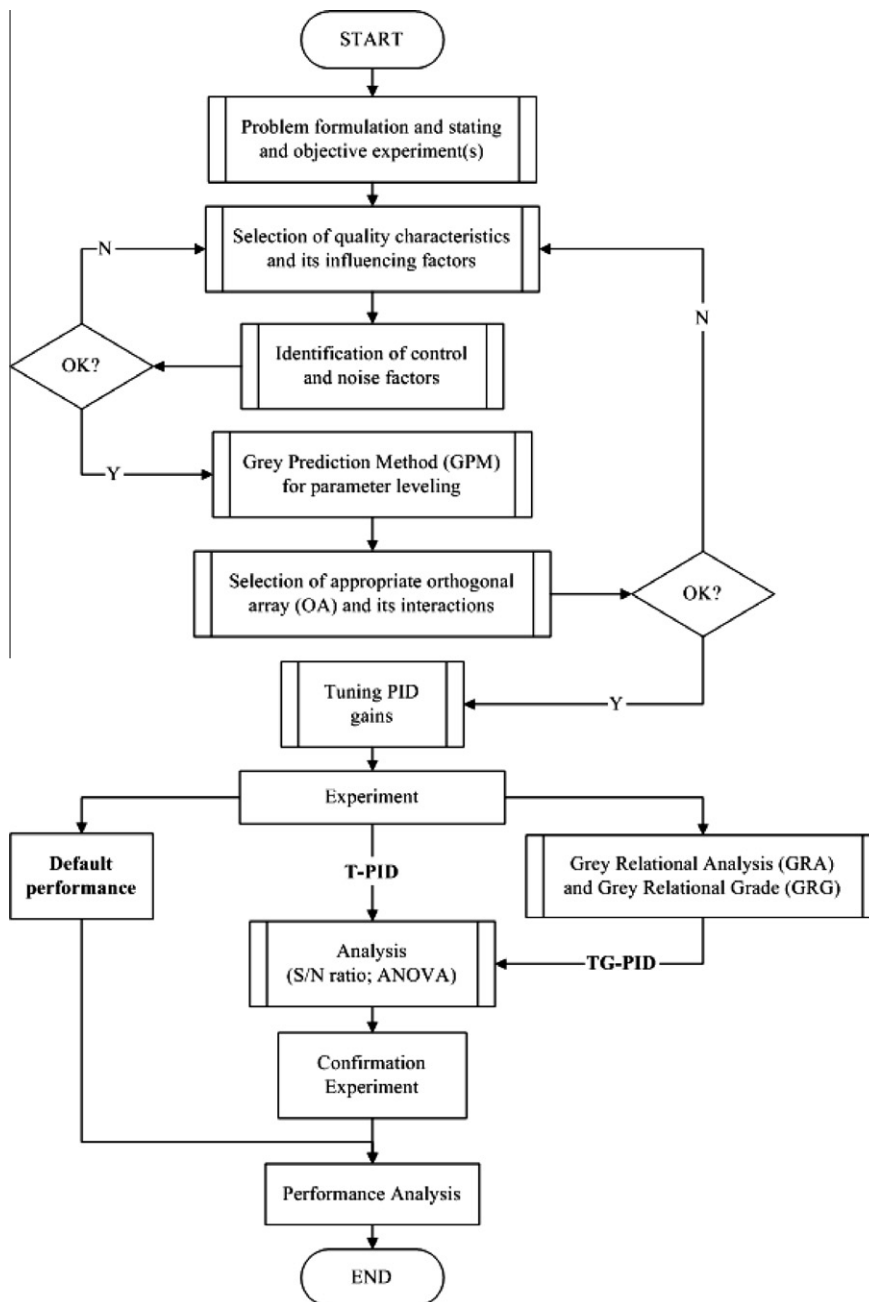 START
Problem formulation and stating
and objective experiment(s)
Selection of quality characteristics
and its influencing factors
N
N
Identification of control
and noise factors
OK?
Y
Grey Prediction Method (GPM)
for parameter leveling
Selection of appropriate orthogonal
array (OA) and its interactions
OK?
Tuning PID
gains
Y
Experiment
Default
performance
T-PID
Grey Relational Analysis (GRA)
and Grey Relational Grade (GRG)
Analysis
(S/N ratio; ANOVA)
TG-PID
Confirmation
Experiment
Performance Analysis
END